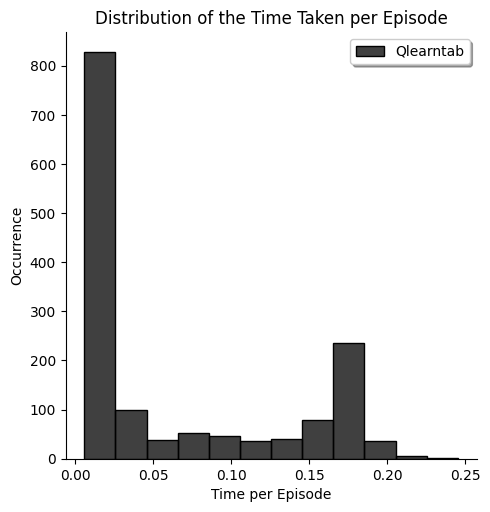 Distribution of the Time Taken per Episode
Qlearntab
Occurrence
800
700
600
500
400
300
200
100
0
0.00 0.05 0.10 0.15 0.20 0.25
Time per Episode